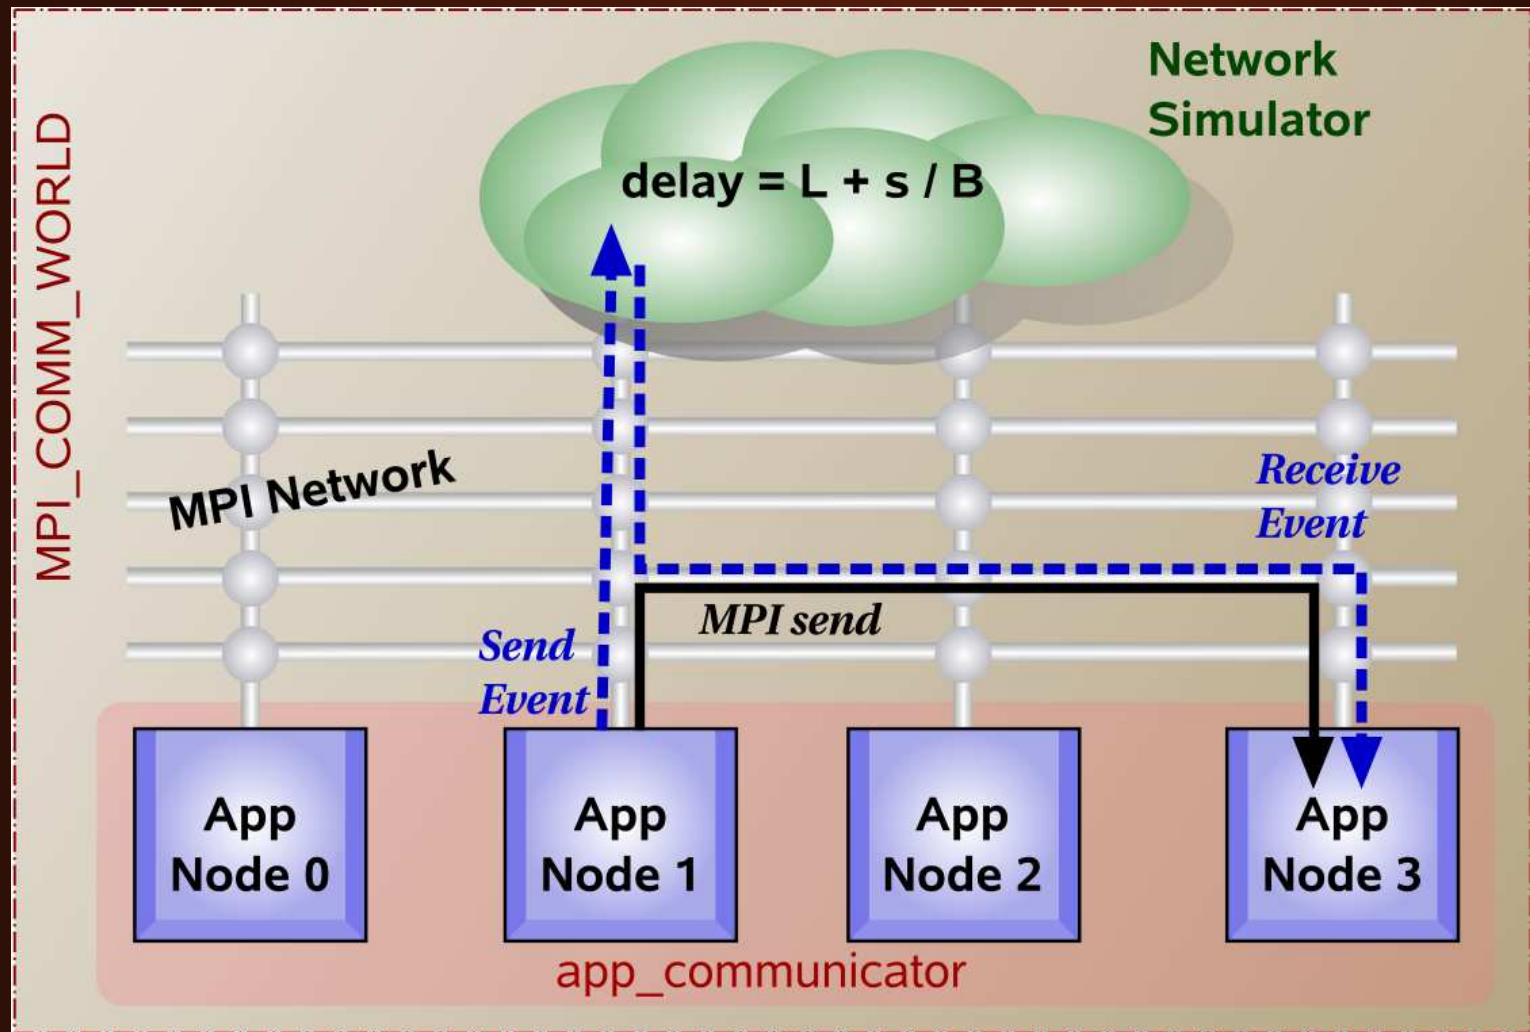 Network
Simulator
MPI_COMM_WORLD
delay = L + s / B
MPI Network
Receive
Event
MPI send
Send
Event
App
Node 0
App
Node 1
App
Node 2
App
Node 3
app_communicator